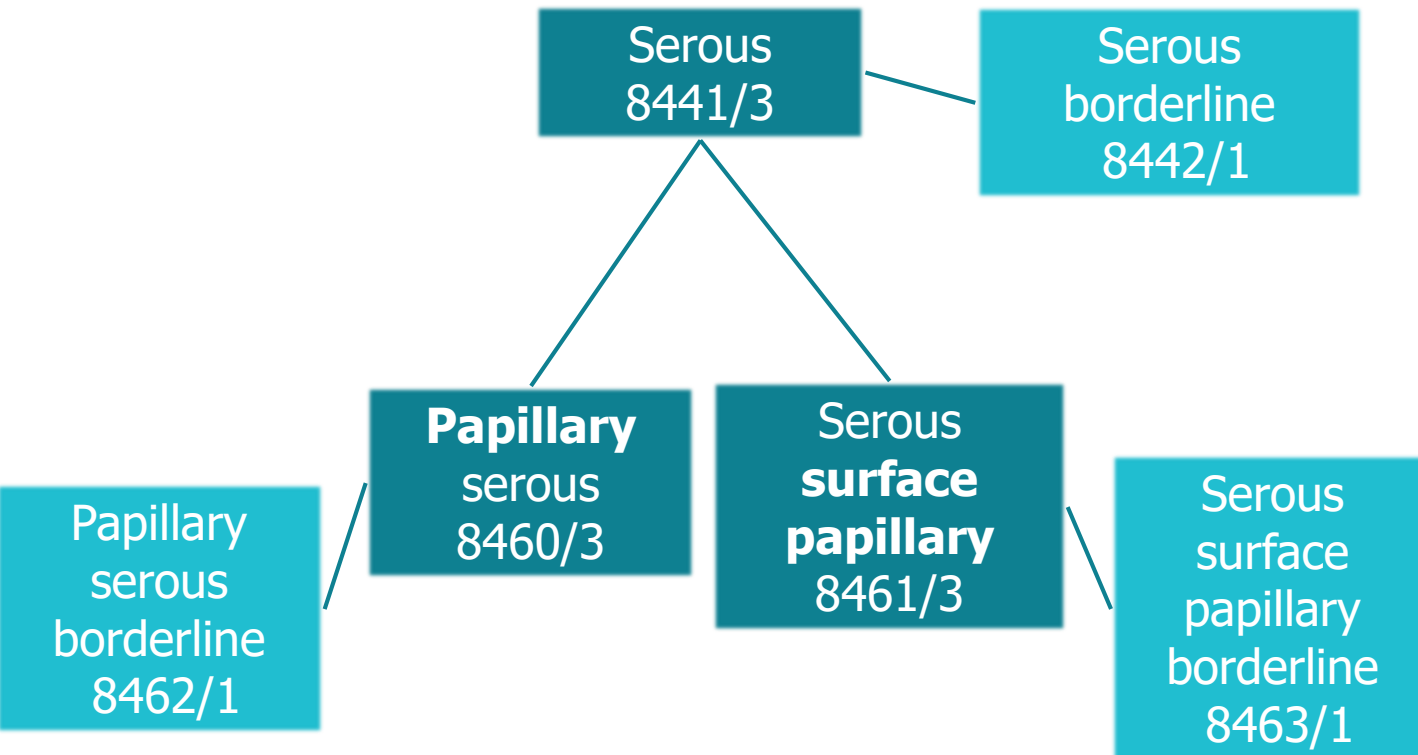 Serous
8441/3
Serous
borderline
8442/1
Papillary
serous
8460/3
Serous
surface
papillary
8461/3
Papillary
serous
borderline
8462/1
Serous
surface
papillary
borderline
8463/1